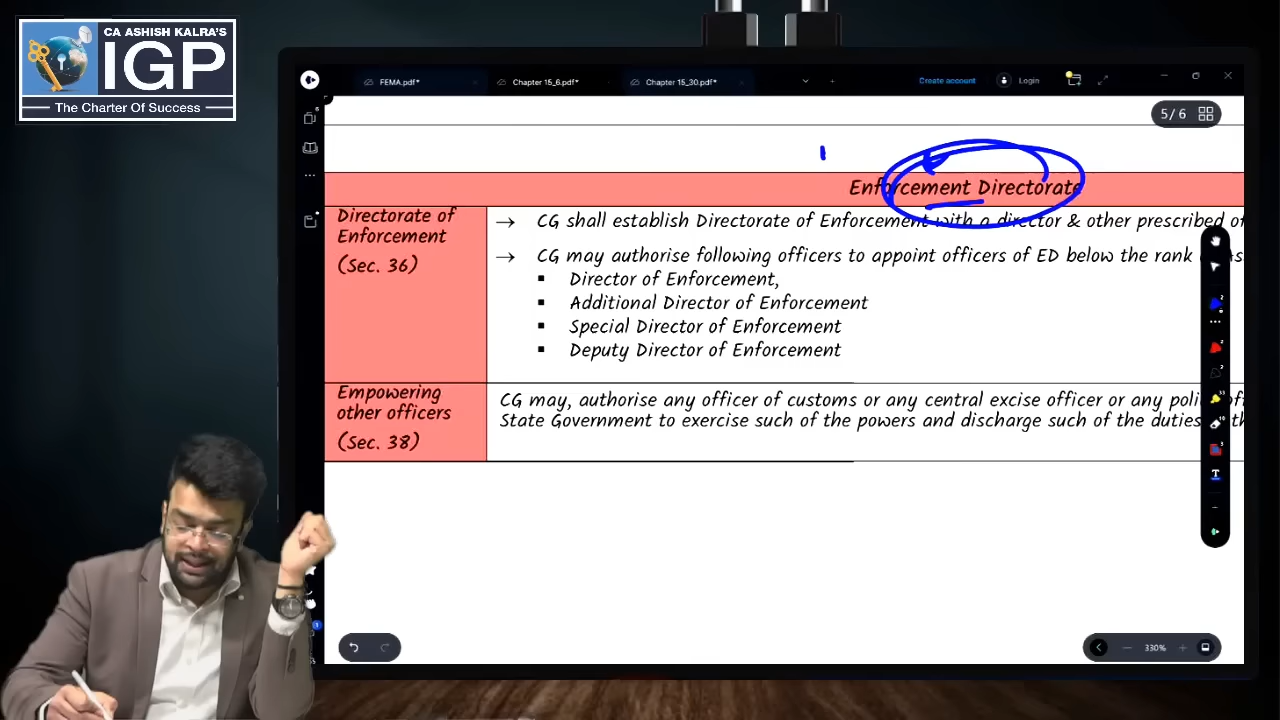 CA ASHISH KALRA'S
IGP
The Charter Of Success
FEMA.pdf*
Chapter 15_6.pdf*
Chapter 15_30.pdf*
Create account
Login
5/6
Enforcement Directorate
Directorate of
Enforcement
(Sec. 36)
→ CG shall establish Directorate of Enforcement with a director & other prescribed
→ CG may authorise following officers to appoint officers of ED below the rank
▪ Director of Enforcement,
▪ Additional Director of Enforcement
▪ Special Director of Enforcement
▪ Deputy Director of Enforcement
Empowering
other officers
(Sec. 38)
CG may, authorise any officer of customs or any central excise officer or any
State Government to exercise such of the powers and discharge such of the duties
330%